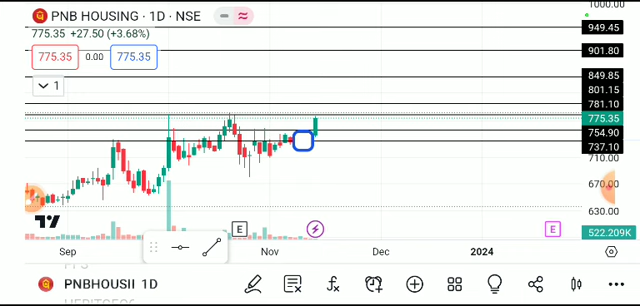 PNB HOUSING · 1D · NSE
775.35 +27.50 (+3.68%)
775.35 0.00 775.35
1
1000.00
949.45
901.80
849.85
801.15
781.10
775.35
754.90
737.10
710.00
670.00
630.00
522.209K
E
E
Sep Nov Dec 2024
PNBHOUSII 1D